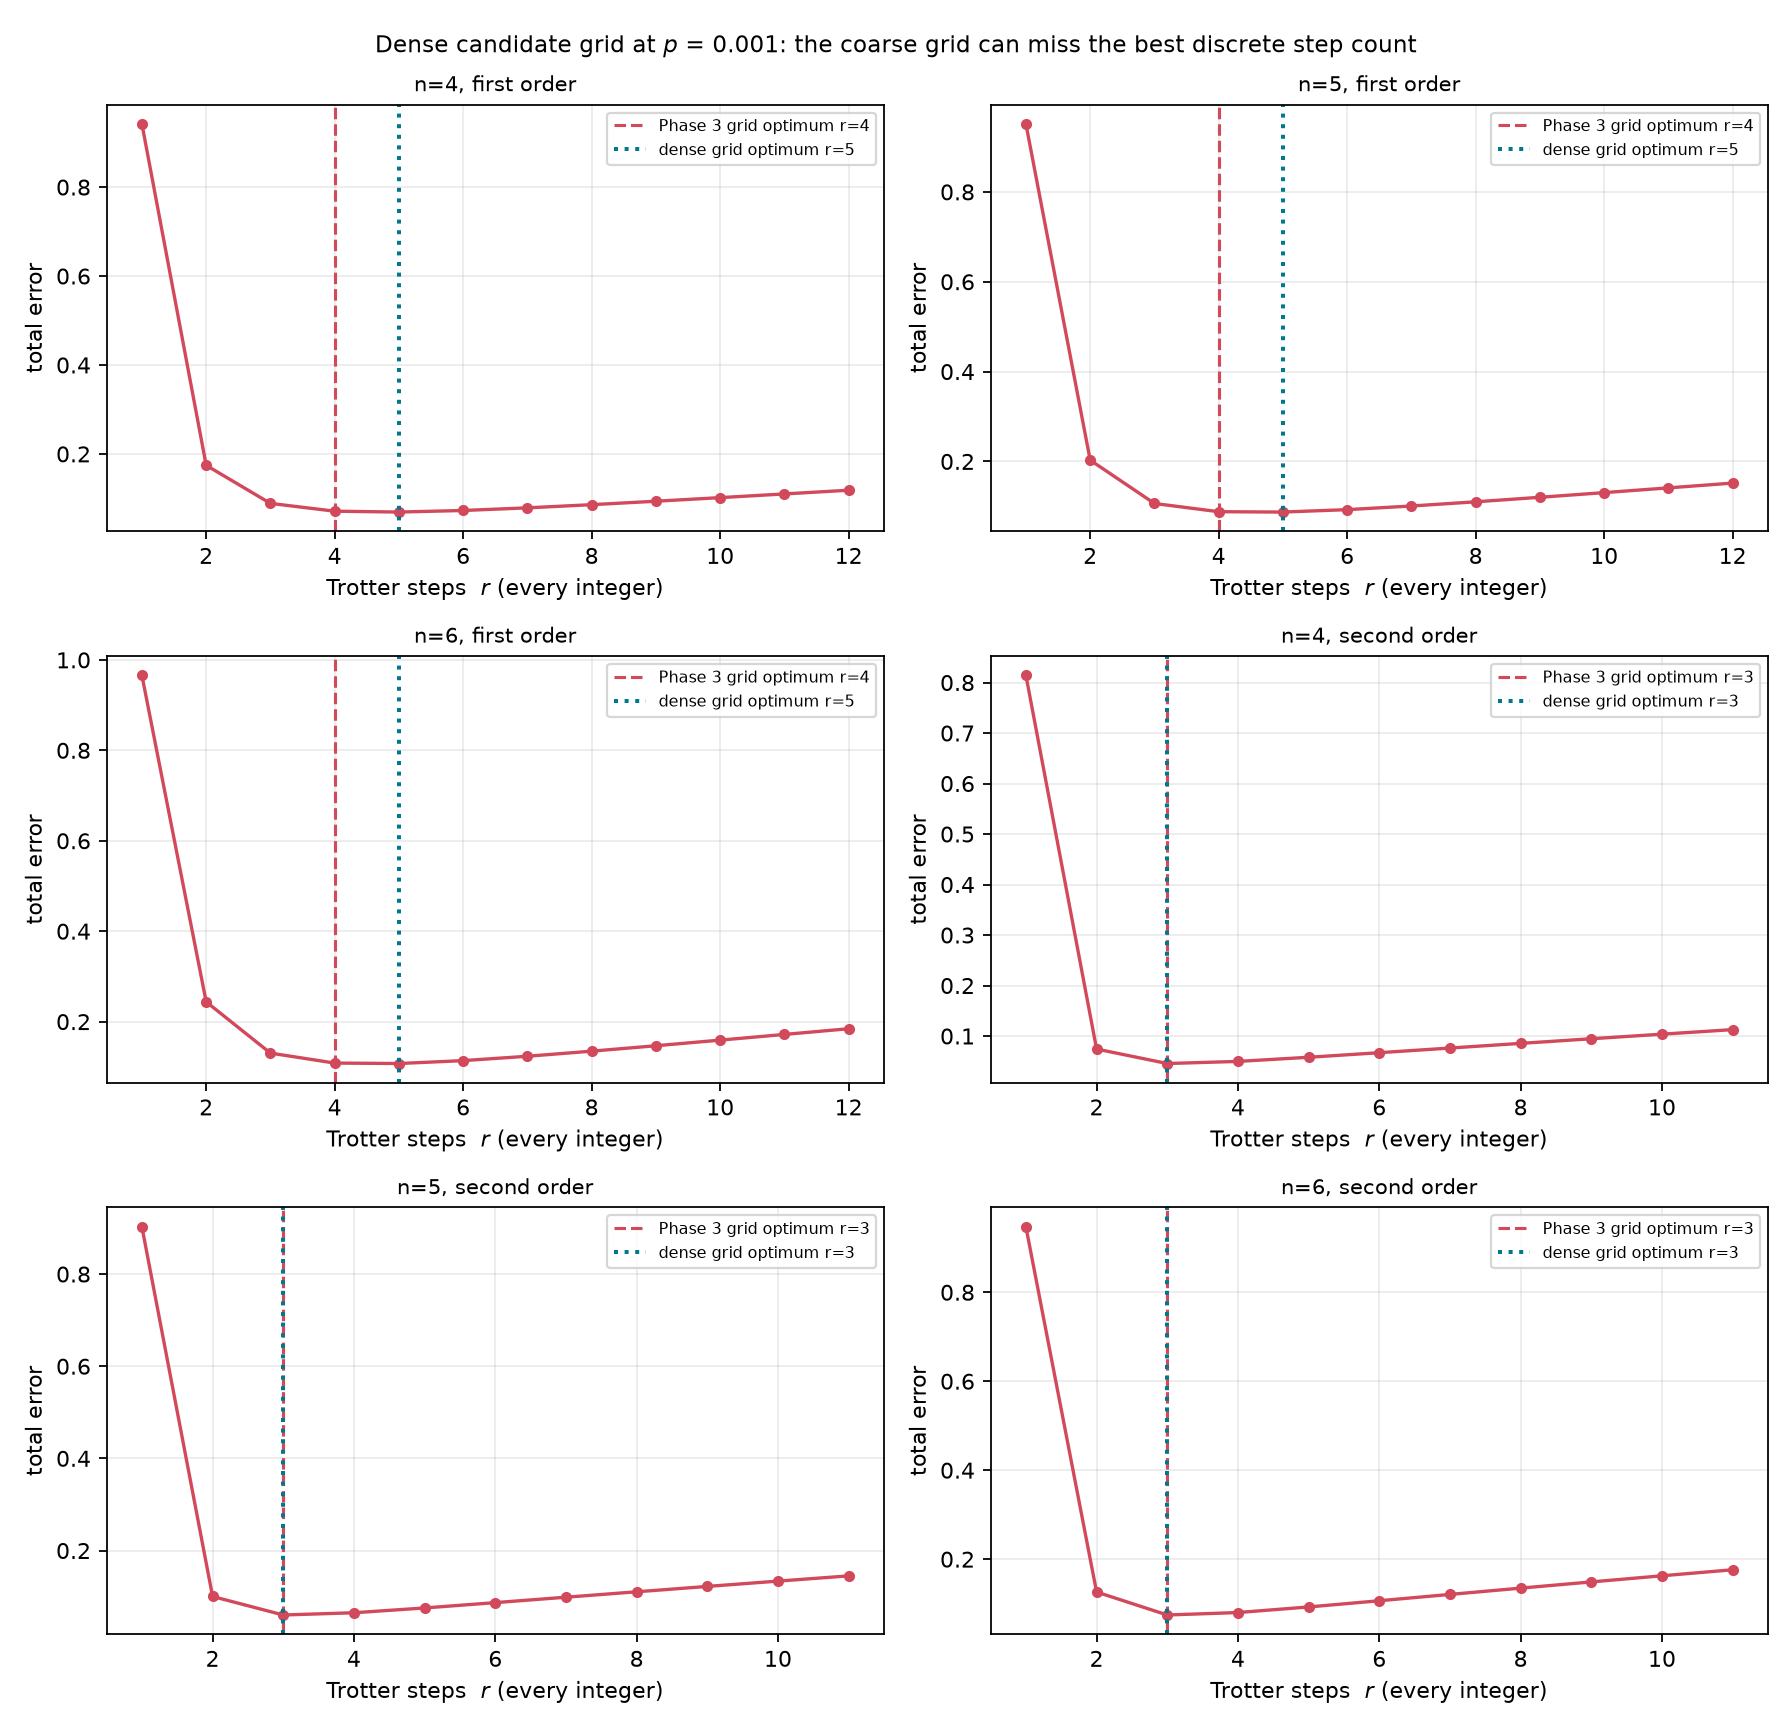 Dense candidate grid at p = 0.001: the coarse grid can miss the best discrete step count
n=4, first order
total error
0.8
0.6
0.4
0.2
Phase 3 grid optimum r=4
dense grid optimum r=5
2 4 6 8 10 12
Trotter steps r (every integer)
n=5, first order
total error
0.8
0.6
0.4
0.2
Phase 3 grid optimum r=4
dense grid optimum r=5
2 4 6 8 10 12
Trotter steps r (every integer)
n=6, first order
total error
1.0
0.8
0.6
0.4
0.2
Phase 3 grid optimum r=4
dense grid optimum r=5
2 4 6 8 10 12
Trotter steps r (every integer)
n=4, second order
total error
0.8
0.7
0.6
0.5
0.4
0.3
0.2
0.1
Phase 3 grid optimum r=3
dense grid optimum r=3
2 4 6 8 10
Trotter steps r (every integer)
n=5, second order
total error
0.8
0.6
0.4
0.2
Phase 3 grid optimum r=3
dense grid optimum r=3
2 4 6 8 10
Trotter steps r (every integer)
n=6, second order
total error
0.8
0.6
0.4
0.2
Phase 3 grid optimum r=3
dense grid optimum r=3
2 4 6 8 10
Trotter steps r (every integer)